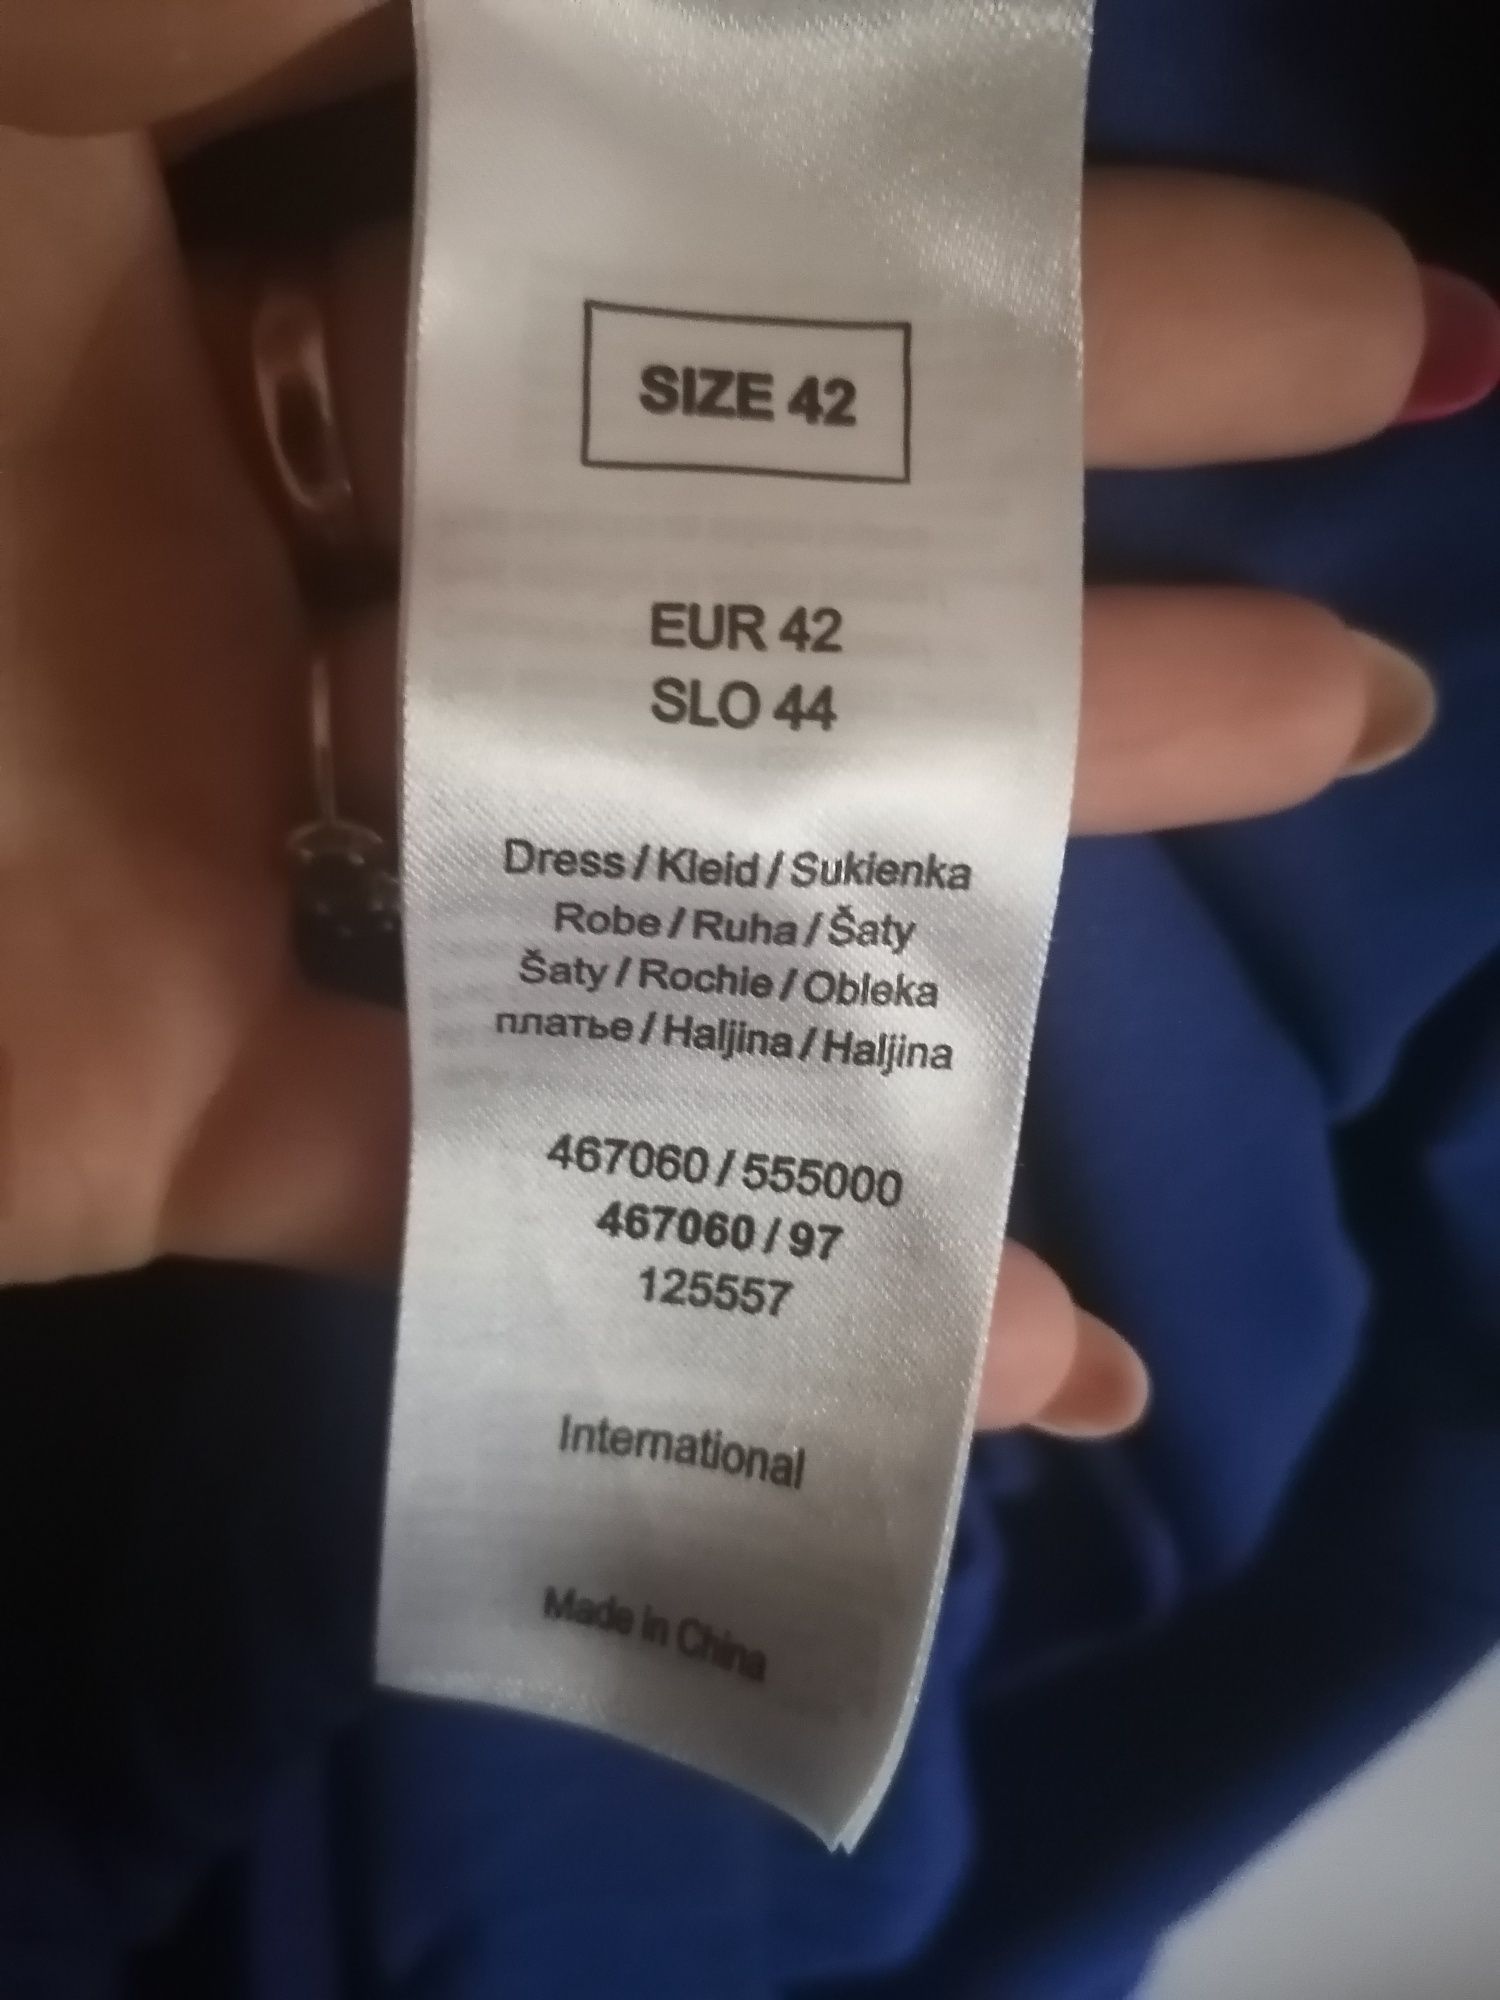 SIZE 42
EUR 42
SLO 44
Dress / Kleid / Sukienka
Robe / Ruha / Šaty
Šaty / Rochie / Obleka
платье / Haljina / Haljina
467060 / 555000
467060 / 97
125557
International
Made in China